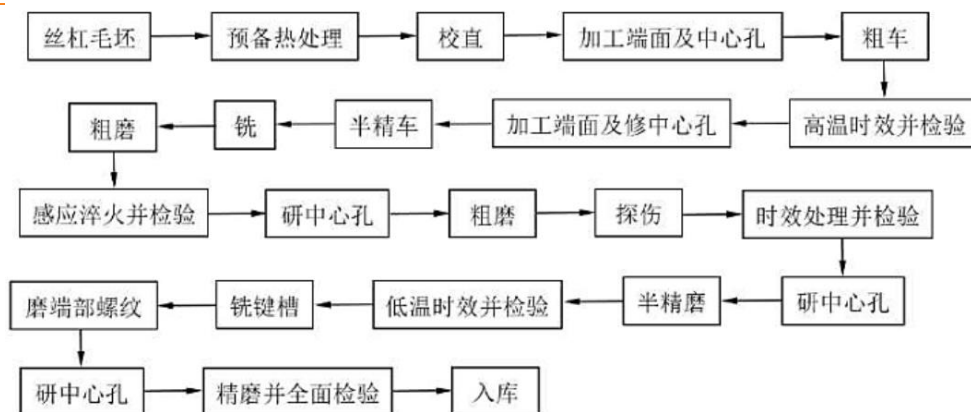 丝杠毛坯
预备热处理
校直
加工端面及中心孔
粗车
高温时效并检验
加工端面及修中心孔
半精车
铣
粗磨
感应淬火并检验
研中心孔
粗磨
探伤
时效处理并检验
研中心孔
半精磨
低温时效并检验
铣键槽
磨端部螺纹
研中心孔
精磨并全面检验
入库